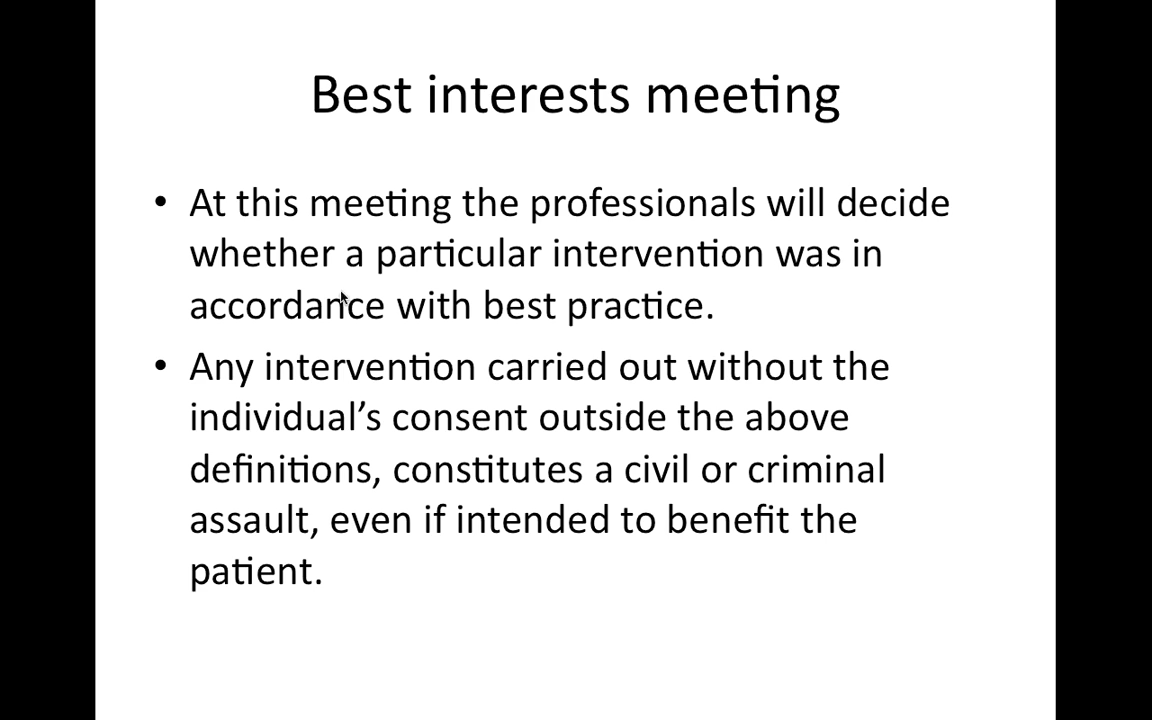 Best interests meeting
• At this meeting the professionals will decide
whether a particular intervention was in
accordance with best practice.
• Any intervention carried out without the
individual’s consent outside the above
definitions, constitutes a civil or criminal
assault, even if intended to benefit the
patient.